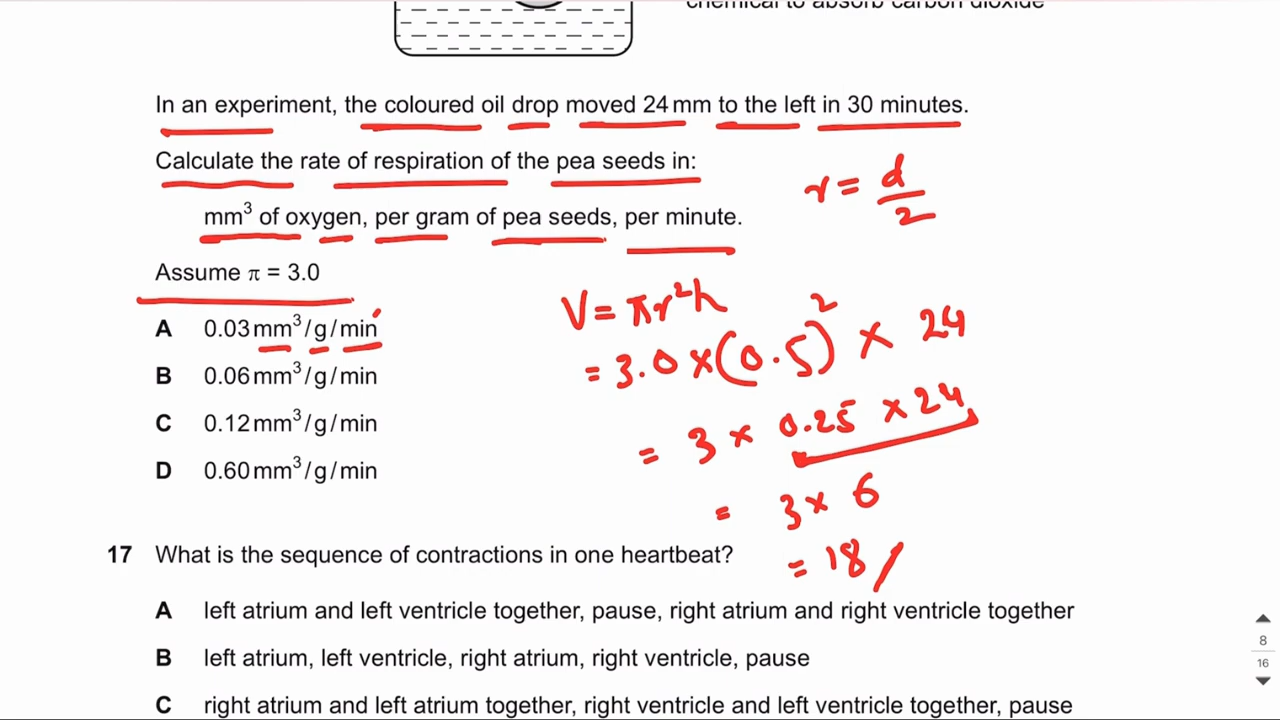 chemical to absorb carbon dioxide
In an experiment, the coloured oil drop moved 24 mm to the left in 30 minutes.
Calculate the rate of respiration of the pea seeds in:
mm³ of oxygen, per gram of pea seeds, per minute.
r = d/2
Assume π = 3.0
V = πr²h
A 0.03 mm³/g/min
= 3.0 × (0.5)² × 24
B 0.06 mm³/g/min
C 0.12 mm³/g/min
= 3 × 0.25 × 24
D 0.60 mm³/g/min
= 3 × 6
17 What is the sequence of contractions in one heartbeat?
= 18 /
A left atrium and left ventricle together, pause, right atrium and right ventricle together
B left atrium, left ventricle, right atrium, right ventricle, pause
C right atrium and left atrium together, right ventricle and left ventricle together, pause
8
16